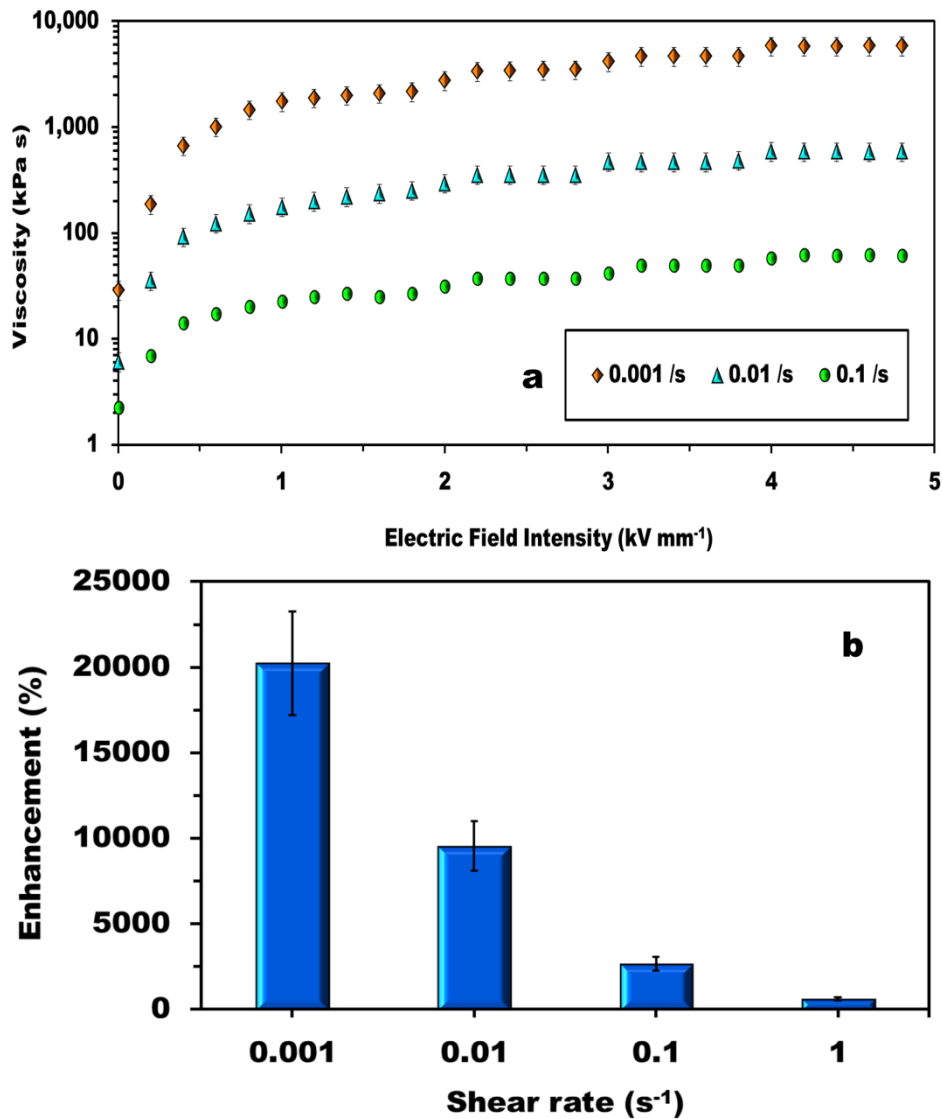 10,000
1,000
100
10
1
Viscosity (kPa s)
a
0.001 /s 0.01 /s 0.1 /s
0 1 2 3 4 5
Electric Field Intensity (kV mm⁻¹)
25000
20000
15000
10000
5000
0
Enhancement (%)
b
0.001 0.01 0.1 1
Shear rate (s⁻¹)